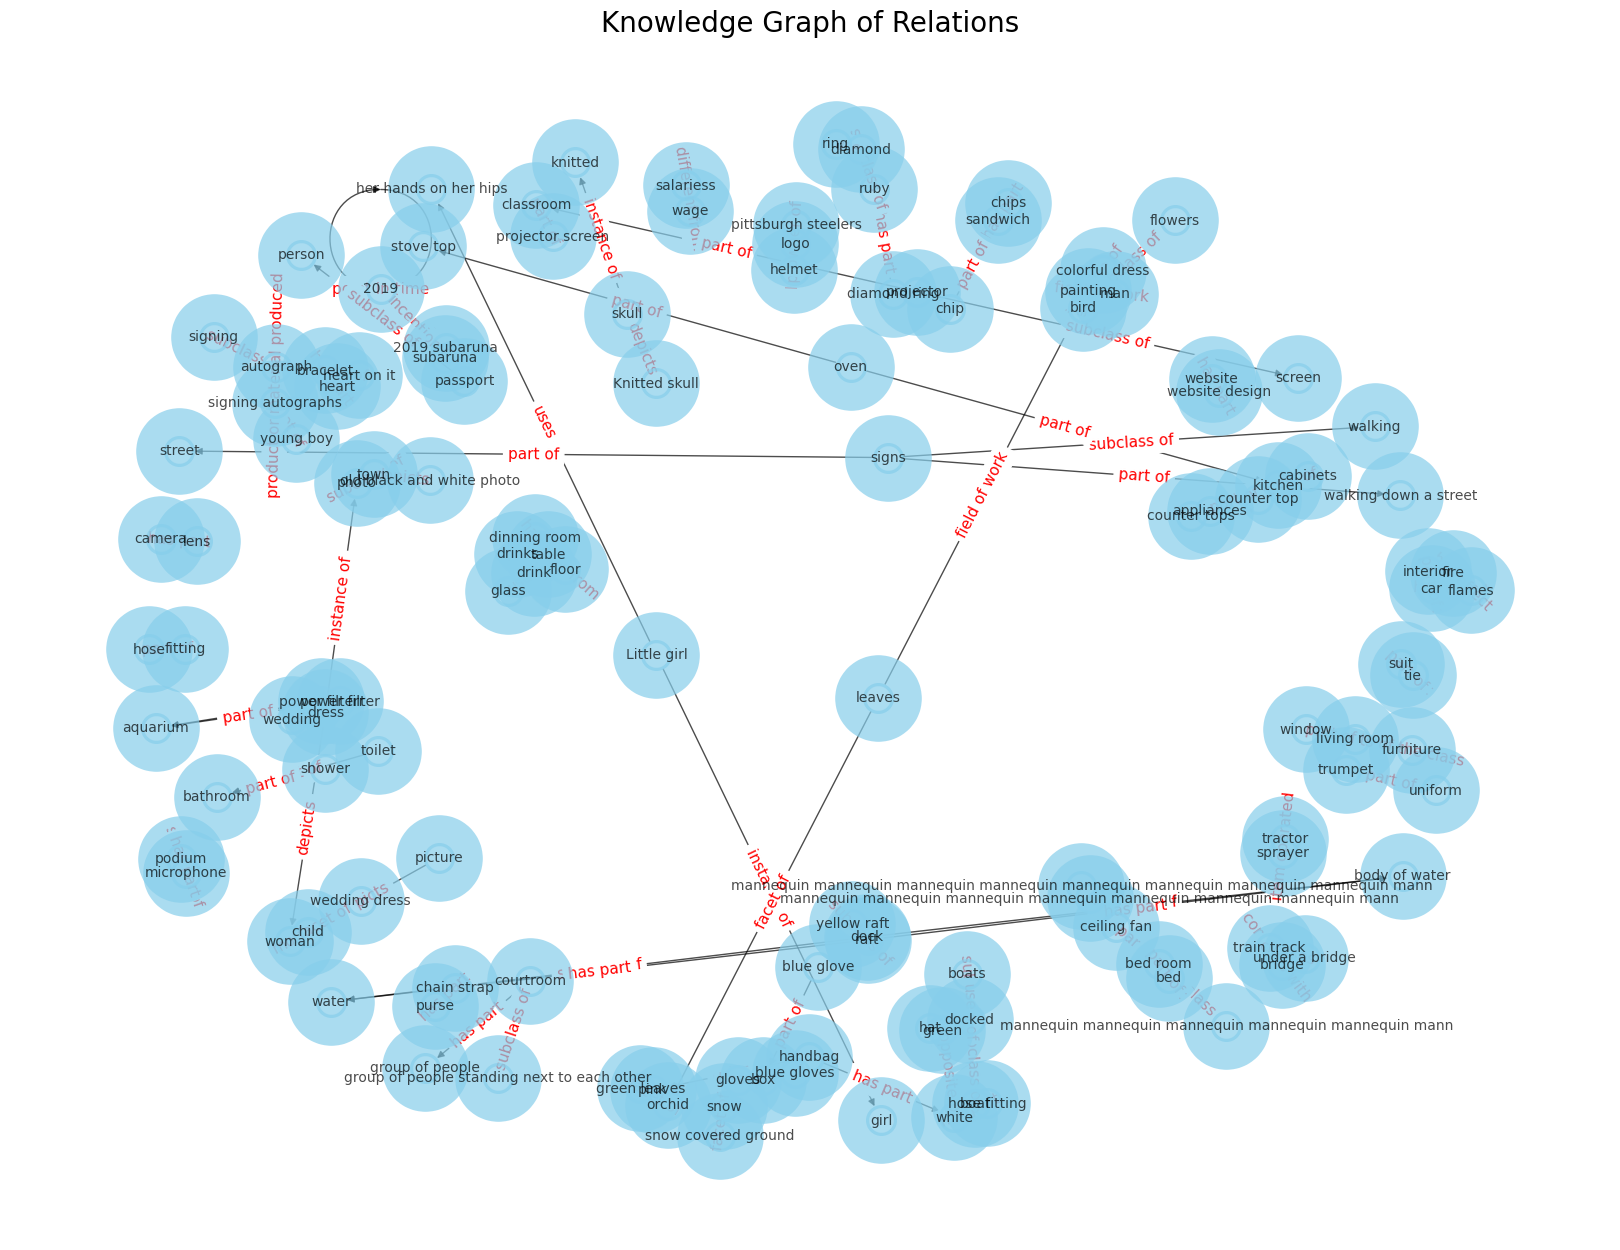 Knowledge Graph of Relations
ring
diamond
knitted
salariess
ruby
her hands on her hips
classroom
wage
chips
sandwich
flowers
pittsburgh steelers
projector screen
logo
stove top
part of
person
helmet
colorful dress
2019
instance of
painting
man
diamond ring
projector
bird
chip
part of
skull
subclass of
signing
2019 subaruna
subaruna
depicts
autograph
bracelet
heart on it
heart
passport
Knitted skull
oven
website
website design
screen
signing autographs
uses
part of
walking
young boy
street
part of
signs
subclass of
field of work
town
photo
old black and white photo
part of
cabinets
kitchen
walking down a street
counter top
appliances
counter tops
camera
lens
dinning room
drinks
table
drink
floor
glass
interior
fire
car
flames
instance of
hose
fitting
Little girl
suit
tie
leaves
power filter
dress
wedding
aquarium
part of
window
living room
furniture
toilet
shower
trumpet
part of
bathroom
part of
uniform
depicts
tractor
sprayer
podium
microphone
picture
body of water
mannequin mannequin mannequin mannequin mannequin mannequin mannequin mannequin mann
mannequin mannequin mannequin mannequin mannequin mannequin mannequin mann
wedding dress
facet of
has part
yellow raft
dock
raft
ceiling fan
child
woman
train track
under a bridge
bridge
bed room
bed
blue glove
has part
boats
courtroom
chain strap
water
purse
has part
subclass of
docked
hat
green
mannequin mannequin mannequin mannequin mannequin mann
part of
handbag
group of people
group of people standing next to each other
blue gloves
gloves
box
green leaves
pink
orchid
snow
has part
hose fitting
boat
white
girl
snow covered ground